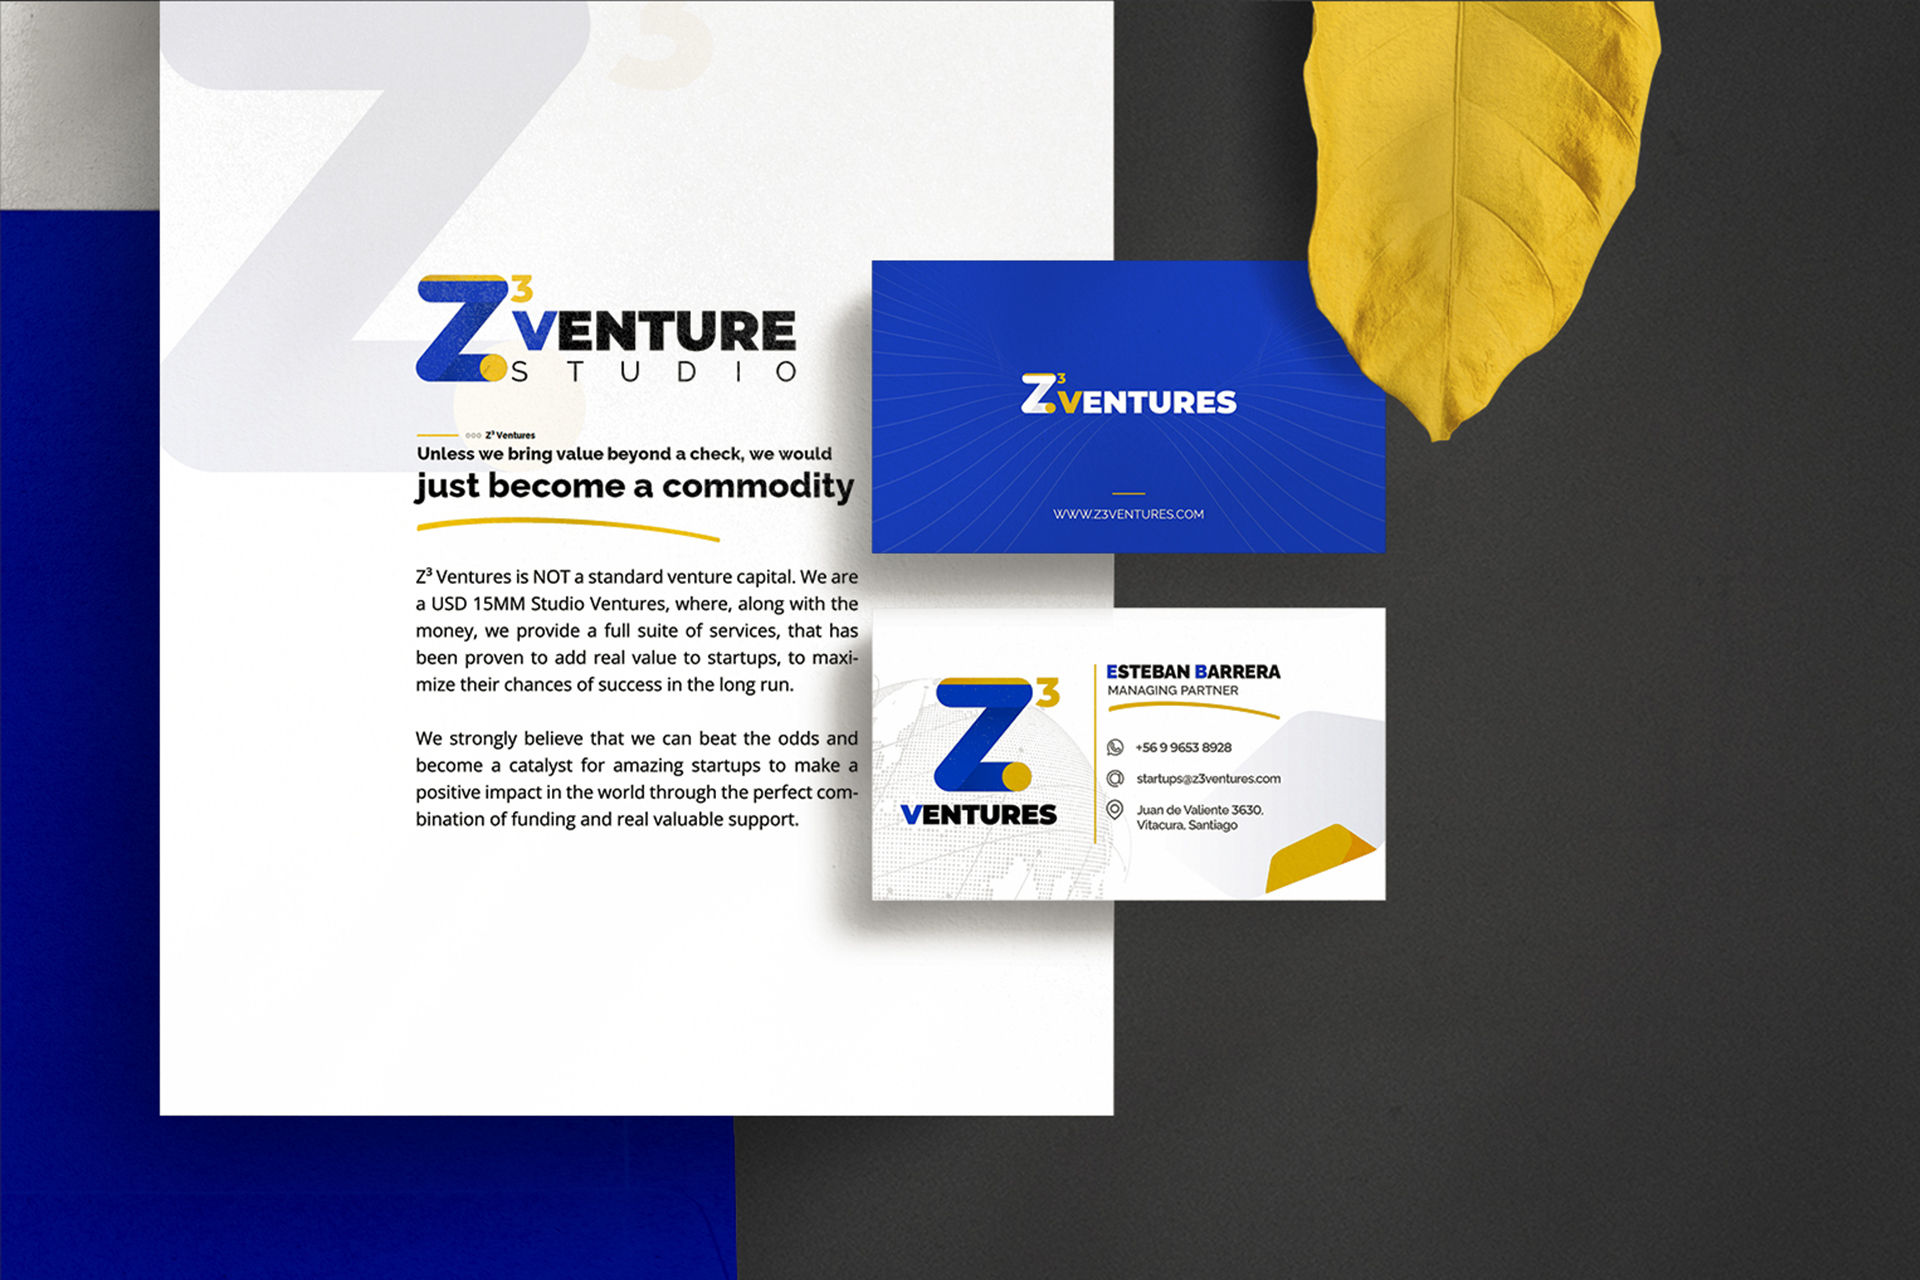 Z³
VENTURE
STUDIO
Z³ Ventures
Unless we bring value beyond a check, we would
just become a commodity
Z³ Ventures is NOT a standard venture capital. We are
a USD 15MM Studio Ventures, where, along with the
money, we provide a full suite of services, that has
been proven to add real value to startups, to maxi-
mize their chances of success in the long run.
We strongly believe that we can beat the odds and
become a catalyst for amazing startups to make a
positive impact in the world through the perfect com-
bination of funding and real valuable support.
Z³ VENTURES
WWW.Z3VENTURES.COM
Z³
VENTURES
ESTEBAN BARRERA
MANAGING PARTNER
+56 9 9653 8928
startups@z3ventures.com
Juan de Valiente 3630,
Vitacura, Santiago